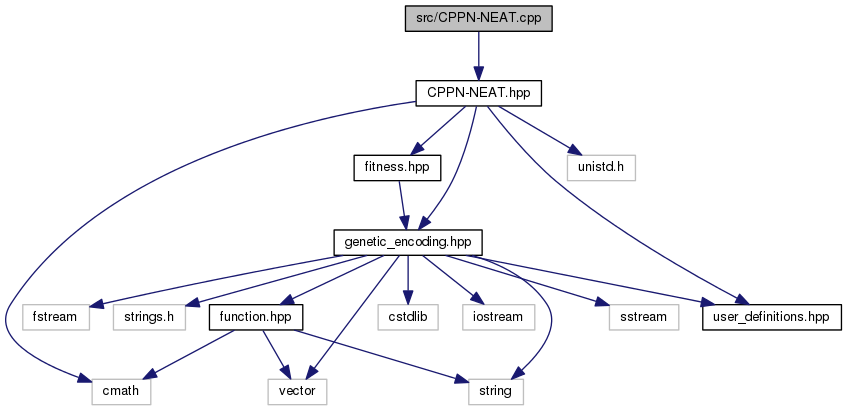 src/CPPN-NEAT.cpp
CPPN-NEAT.hpp
fitness.hpp
unistd.h
genetic_encoding.hpp
fstream
strings.h
function.hpp
cstdlib
iostream
sstream
user_definitions.hpp
cmath
vector
string